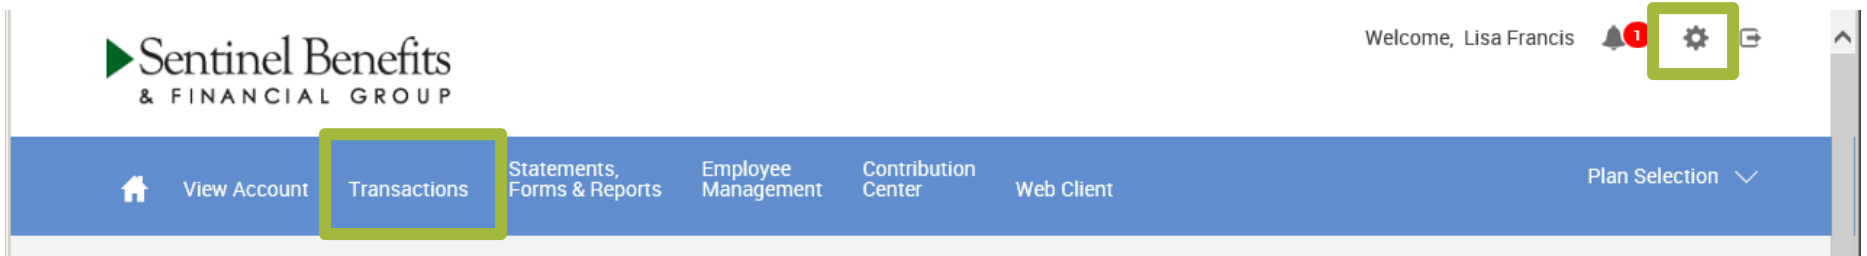 Welcome, Lisa Francis
1
Sentinel Benefits
& FINANCIAL GROUP
View Account
Transactions
Statements,
Forms & Reports
Employee
Management
Contribution
Center
Web Client
Plan Selection